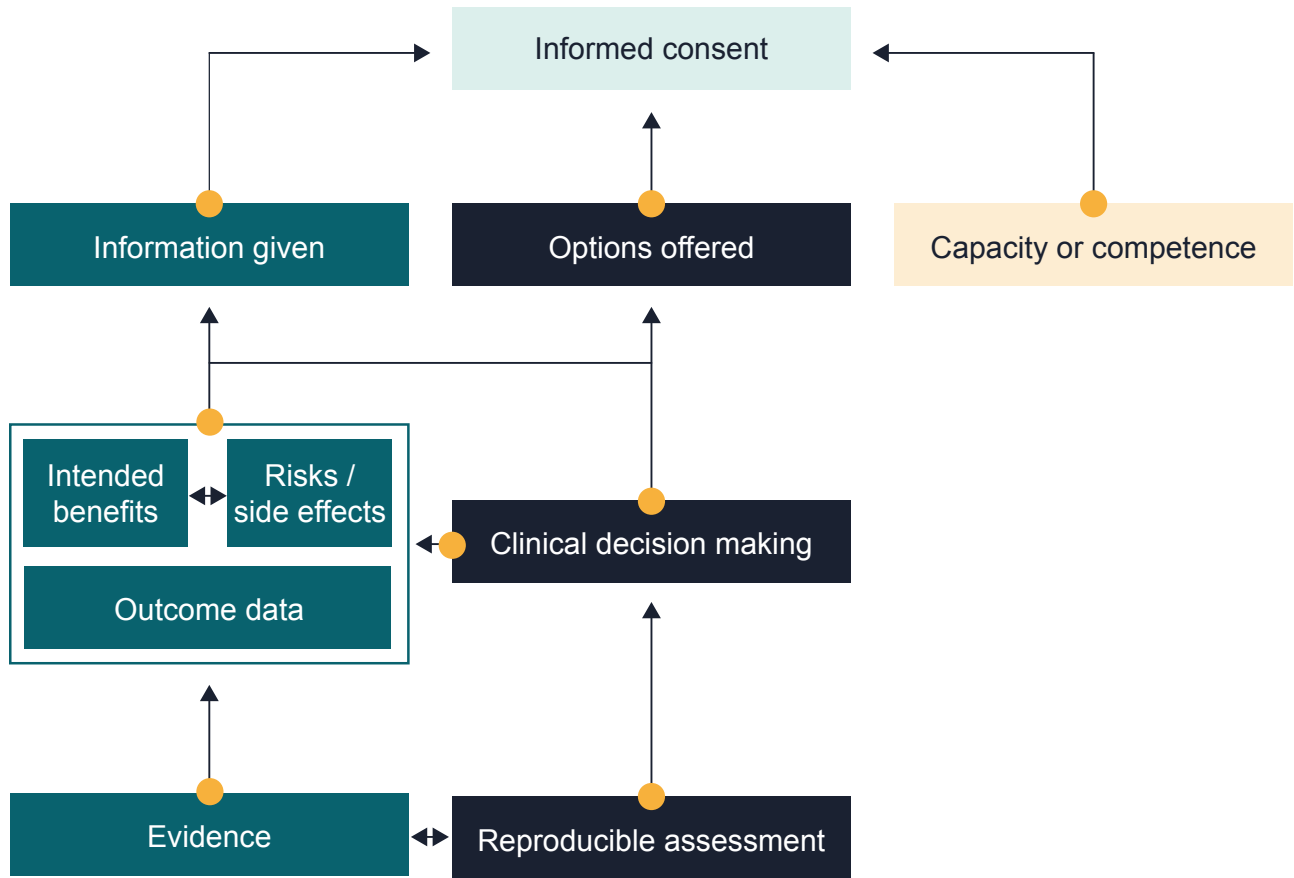 Informed consent
Information given
Options offered
Capacity or competence
Intended
benefits
Risks /
side effects
Clinical decision making
Outcome data
Evidence
Reproducible assessment